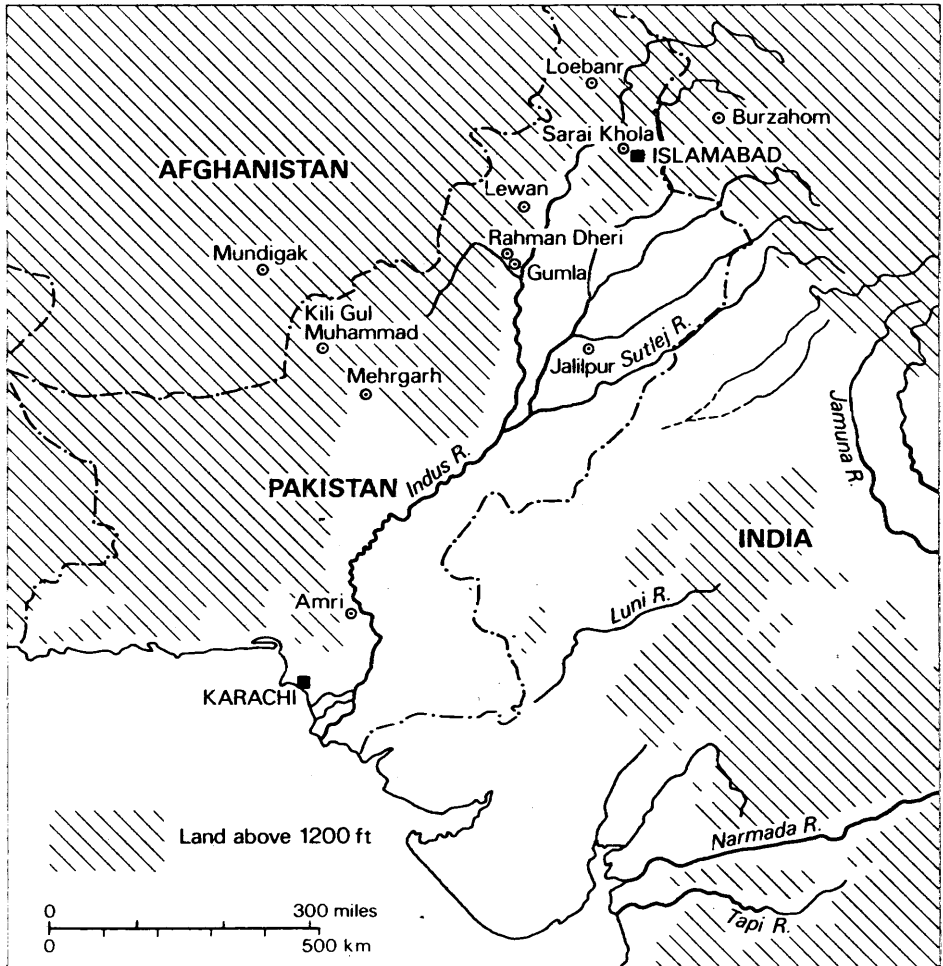 Loebanr
Burzahom
Sarai Khola
ISLAMABAD
AFGHANISTAN
Lewan
Rahman Dheri
Mundigak
Gumla
Kili Gul
Muhammad
Jalilpur
Sutlej R.
Mehrgarh
Jamuna R.
Indus R.
PAKISTAN
INDIA
Amri
Luni R.
KARACHI
Land above 1200 ft
Narmada R.
0 300 miles
0 500 km
Tapi R.